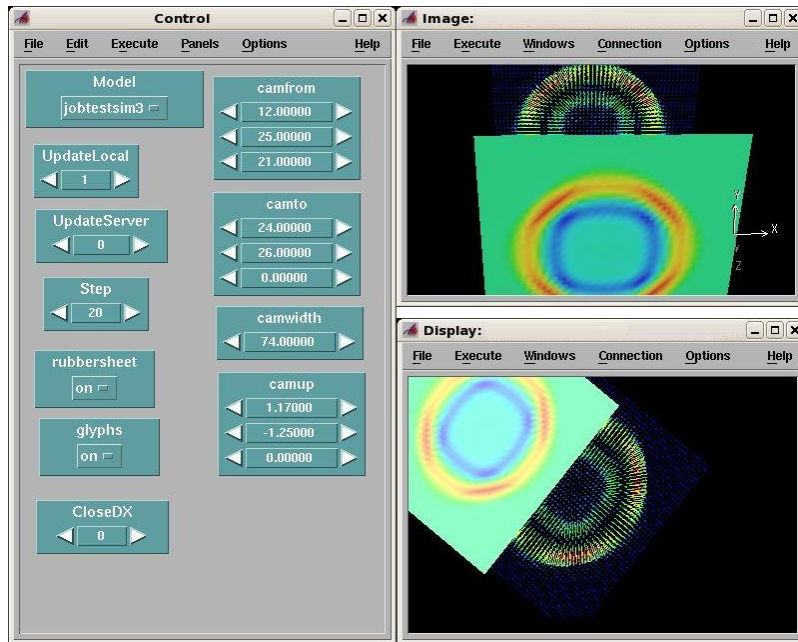 Control
File Edit Execute Panels Options Help
Model
jobtestsim3
UpdateLocal
1
UpdateServer
0
Step
20
rubbersheet
on
glyphs
on
CloseDX
0
camfrom
12.00000
25.00000
21.00000
camto
24.00000
26.00000
0.00000
camwidth
74.00000
camup
1.17000
-1.25000
0.00000
Image:
File Execute Windows Connection Options Help
Y
X
Z
Display:
File Execute Windows Connection Options Help